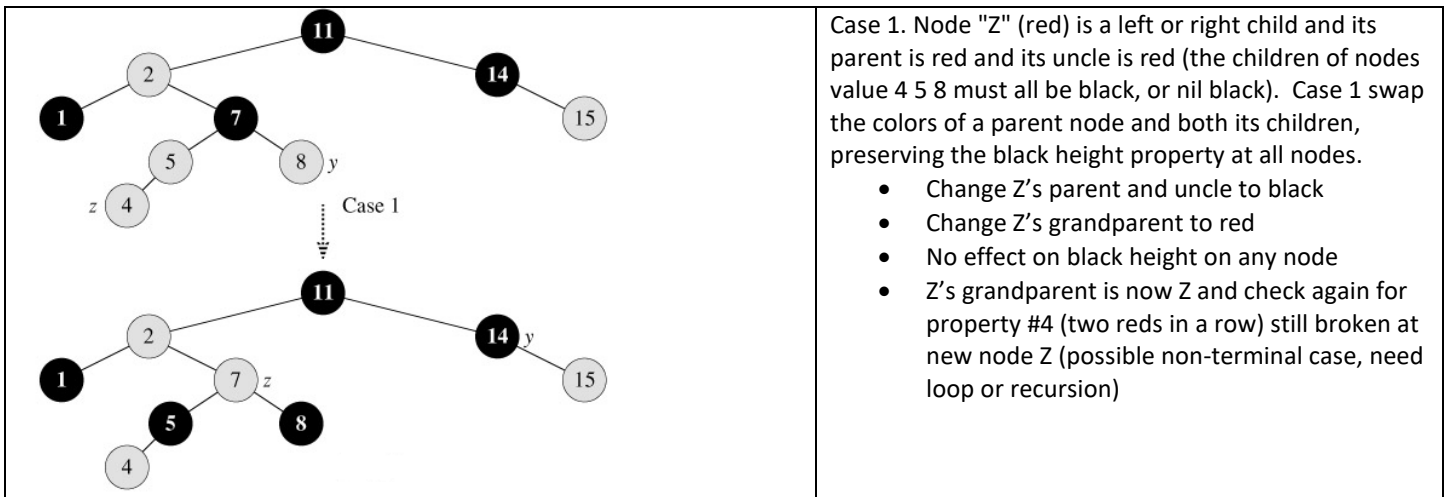 11
2
14
1
7
15
5
8 y
z 4
Case 1
11
2
14 y
1
7 z
15
5
8
4
Case 1. Node "Z" (red) is a left or right child and its
parent is red and its uncle is red (the children of nodes
value 4 5 8 must all be black, or nil black). Case 1 swap
the colors of a parent node and both its children,
preserving the black height property at all nodes.
• Change Z’s parent and uncle to black
• Change Z’s grandparent to red
• No effect on black height on any node
• Z’s grandparent is now Z and check again for
property #4 (two reds in a row) still broken at
new node Z (possible non-terminal case, need
loop or recursion)